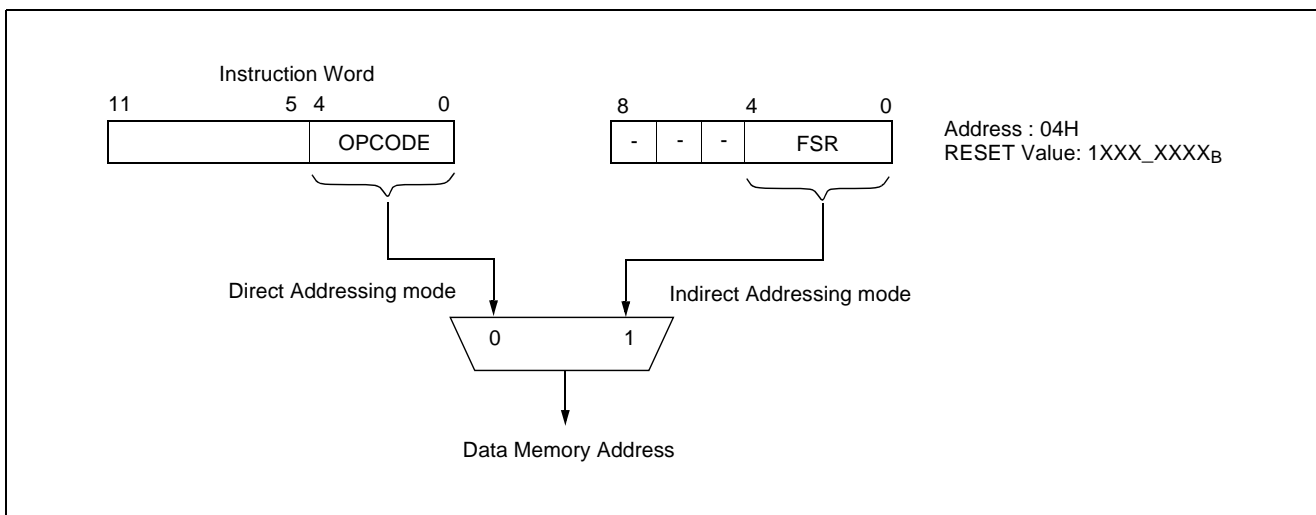 Instruction Word
11 5 4 0
OPCODE
8 4 0
- - - FSR
Address : 04H
RESET Value: 1XXX_XXXXB
Direct Addressing mode
Indirect Addressing mode
0 1
Data Memory Address